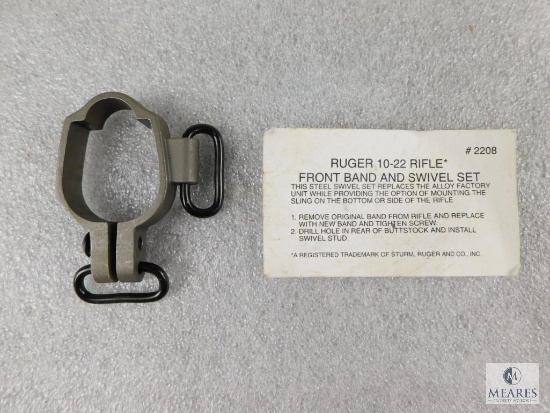 # 2208
RUGER 10-22 RIFLE*
FRONT BAND AND SWIVEL SET
THIS STEEL SWIVEL SET REPLACES THE ALLOY FACTORY
UNIT WHILE PROVIDING THE OPTION OF MOUNTING THE
SLING ON THE BOTTOM OR SIDE OF THE RIFLE
1. REMOVE ORIGINAL BAND FROM RIFLE AND REPLACE
WITH NEW BAND AND TIGHTEN SCREW.
2. DRILL HOLE IN REAR OF BUTTSTOCK AND INSTALL
SWIVEL STUD
*A REGISTERED TRADEMARK OF STURM, RUGER AND CO., INC.
MEARES